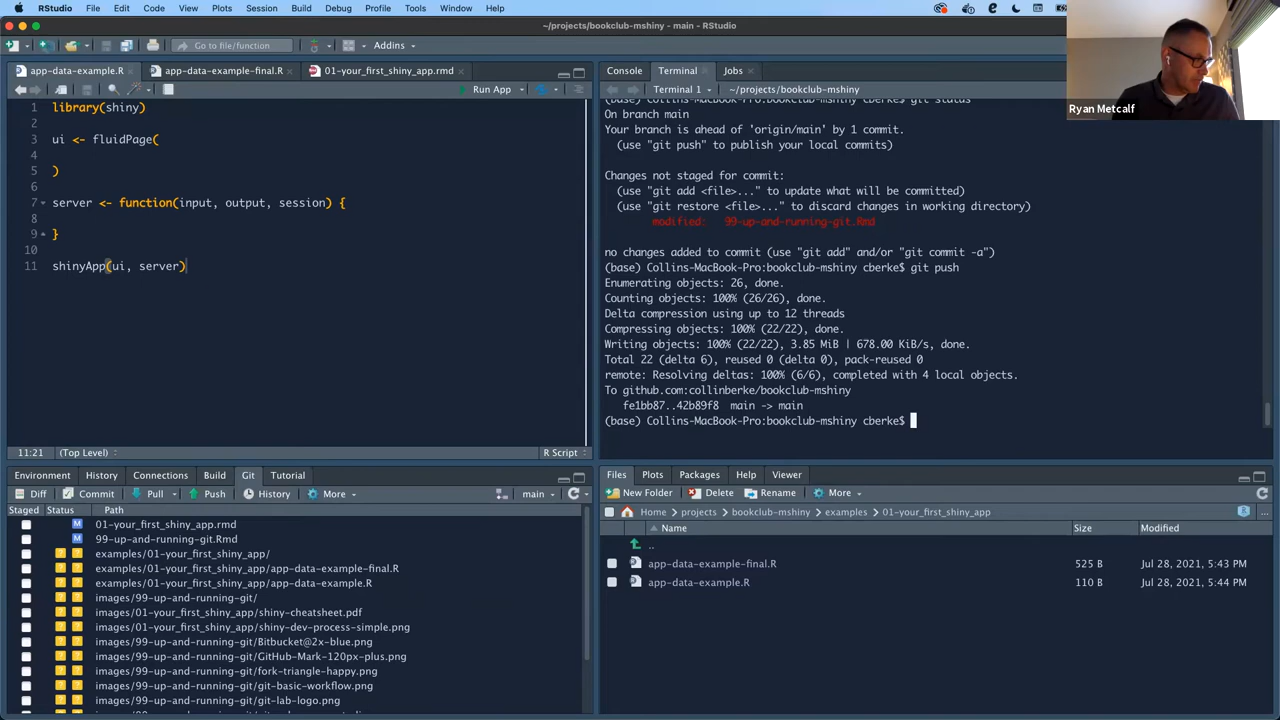 RStudio File Edit Code View Plots Session Build Debug Profile Tools Window Help
~/projects/bookclub-mshiny - main - RStudio
Go to file/function Addins
app-data-example.R app-data-example-final.R 01-your_first_shiny_app.rmd
Run App
1 library(shiny)
2
3 ui <- fluidPage(
4
5 )
6
7 server <- function(input, output, session) {
8
9 }
10
11 shinyApp(ui, server)
11:21 (Top Level) R Script
Console Terminal Jobs
Terminal 1 ~/projects/bookclub-mshiny
(base) Collins-MacBook-Pro:bookclub-mshiny cberke$ git status
On branch main
Your branch is ahead of 'origin/main' by 1 commit.
(use "git push" to publish your local commits)
Changes not staged for commit:
(use "git add <file>..." to update what will be committed)
(use "git restore <file>..." to discard changes in working directory)
modified: 99-up-and-running-git.Rmd
no changes added to commit (use "git add" and/or "git commit -a")
(base) Collins-MacBook-Pro:bookclub-mshiny cberke$ git push
Enumerating objects: 26, done.
Counting objects: 100% (26/26), done.
Delta compression using up to 12 threads
Compressing objects: 100% (22/22), done.
Writing objects: 100% (22/22), 3.85 MiB | 678.00 KiB/s, done.
Total 22 (delta 6), reused 0 (delta 0), pack-reused 0
remote: Resolving deltas: 100% (6/6), completed with 4 local objects.
To github.com:collinberke/bookclub-mshiny
fe1bb87..42b89f8 main -> main
(base) Collins-MacBook-Pro:bookclub-mshiny cberke$
Ryan Metcalf
Environment History Connections Build Git Tutorial
Diff Commit Pull Push History More main
Staged Status Path
M 01-your_first_shiny_app.rmd
M 99-up-and-running-git.Rmd
? ? examples/01-your_first_shiny_app/
? ? examples/01-your_first_shiny_app/app-data-example-final.R
? ? examples/01-your_first_shiny_app/app-data-example.R
? ? images/99-up-and-running-git/
? ? images/01-your_first_shiny_app/shiny-cheatsheet.pdf
? ? images/01-your_first_shiny_app/shiny-dev-process-simple.png
? ? images/99-up-and-running-git/Bitbucket@2x-blue.png
? ? images/99-up-and-running-git/GitHub-Mark-120px-plus.png
? ? images/99-up-and-running-git/fork-triangle-happy.png
? ? images/99-up-and-running-git/git-basic-workflow.png
? ? images/99-up-and-running-git/git-lab-logo.png
Files Plots Packages Help Viewer
New Folder Delete Rename More
Home projects bookclub-mshiny examples 01-your_first_shiny_app ...
Name Size Modified
..
app-data-example-final.R 525 B Jul 28, 2021, 5:43 PM
app-data-example.R 110 B Jul 28, 2021, 5:44 PM